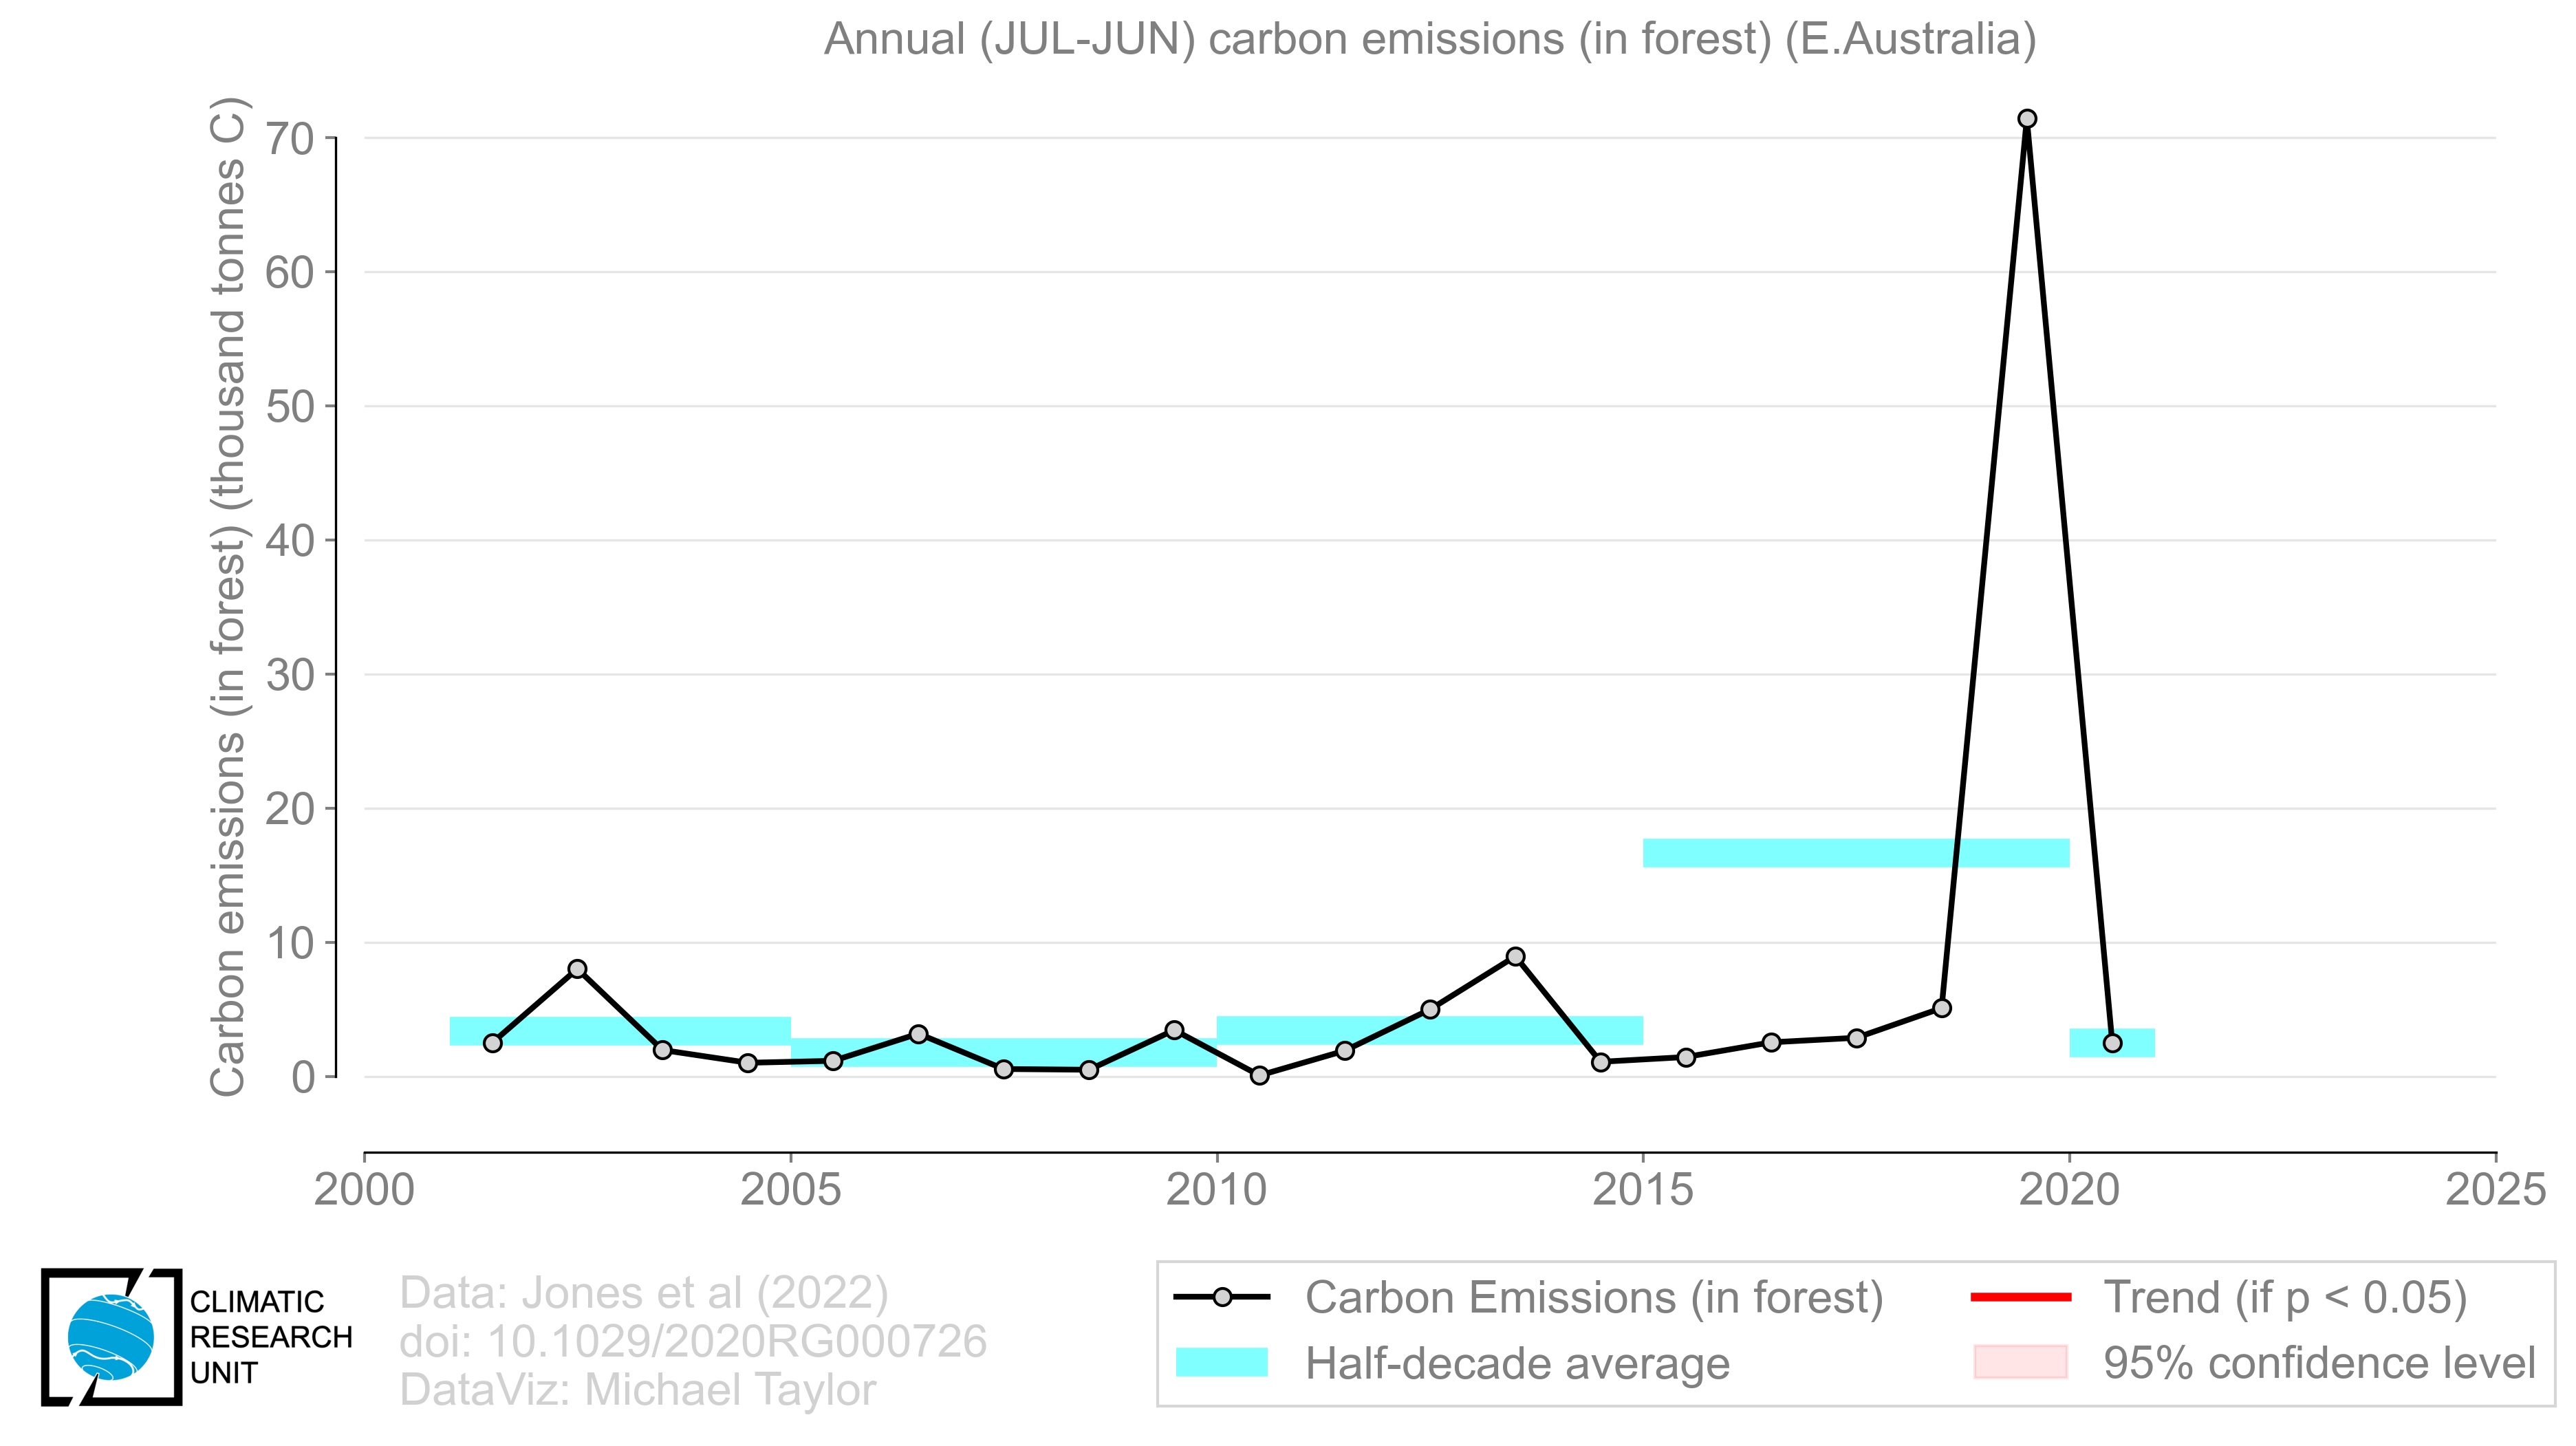 Annual (JUL-JUN) carbon emissions (in forest) (E.Australia)
Carbon emissions (in forest) (thousand tonnes C)
70
60
50
40
30
20
10
0
2000 2005 2010 2015 2020 2025
CLIMATIC
RESEARCH
UNIT
Data: Jones et al (2022)
doi: 10.1029/2020RG000726
DataViz: Michael Taylor
Carbon Emissions (in forest)
Half-decade average
Trend (if p < 0.05)
95% confidence level